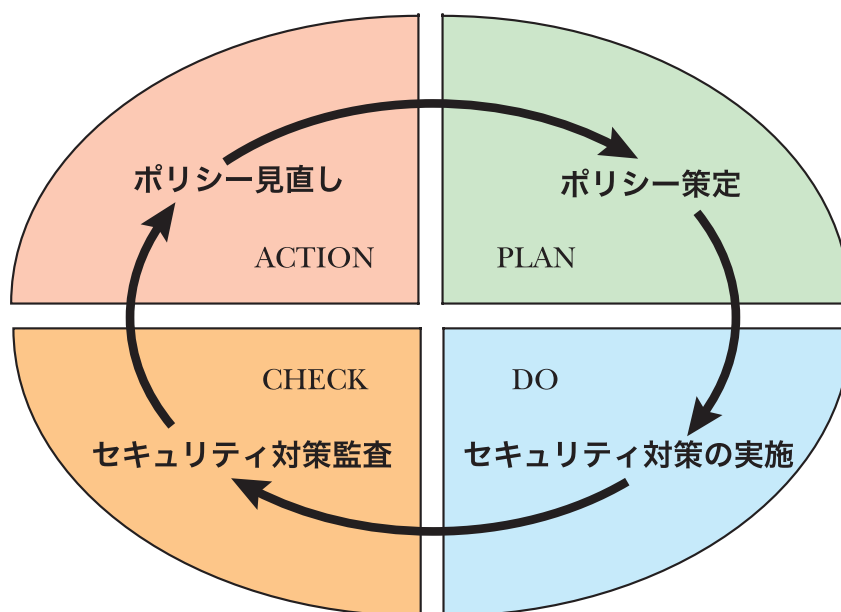 ポリシー見直し
ポリシー策定
ACTION
PLAN
CHECK
DO
セキュリティ対策監査
セキュリティ対策の実施